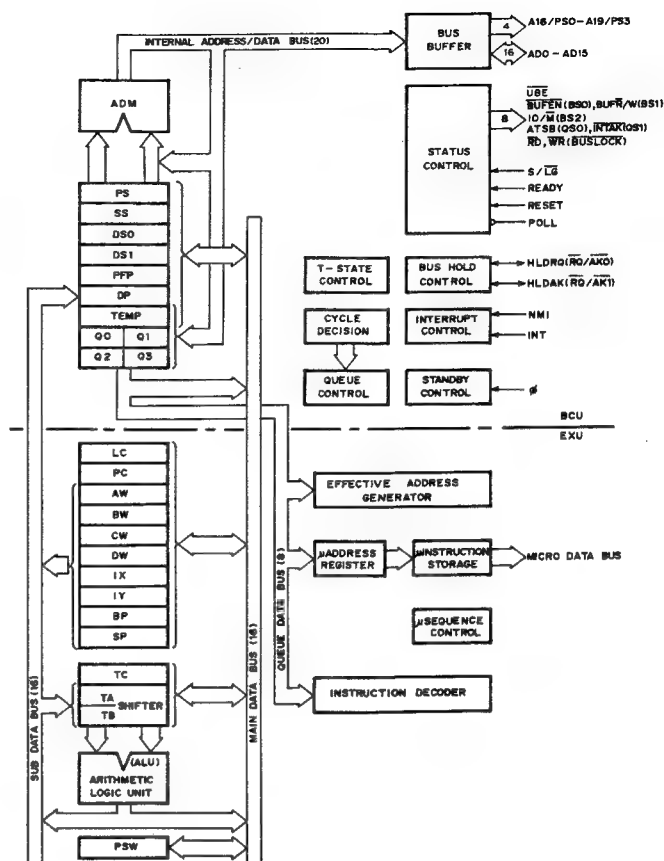 INTERNAL ADDRESS/DATA BUS(20)
BUS
BUFFER
4
A16/PS0-A19/PS3
16
AD0-AD15
ADM
STATUS
CONTROL
8
UBE
BUFEN(BS0),BUFR/W(BS1)
IO/M(BS2)
ATSB(QS0),INTAK(QS1)
RD, WR(BUSLOCK)
S/LG
READY
RESET
POLL
PS
SS
DS0
DS1
PFP
DP
TEMP
Q0 Q1
Q2 Q3
T-STATE
CONTROL
BUS HOLD
CONTROL
HLDRQ(RQ/AK0)
HLDAK(RQ/AK1)
CYCLE
DECISION
INTERRUPT
CONTROL
NMI
INT
QUEUE
CONTROL
STANDBY
CONTROL
ø
BCU
EXU
LC
PC
AW
BW
CW
DW
IX
IY
BP
SP
EFFECTIVE ADDRESS
GENERATOR
µADDRESS
REGISTER
µINSTRUCTION
STORAGE
MICRO DATA BUS
µSEQUENCE
CONTROL
INSTRUCTION DECODER
QUEUE DATA BUS(8)
MAIN DATA BUS(16)
SUB DATA BUS(16)
TC
TA
TB
SHIFTER
(ALU)
ARITHMETIC
LOGIC UNIT
PSW